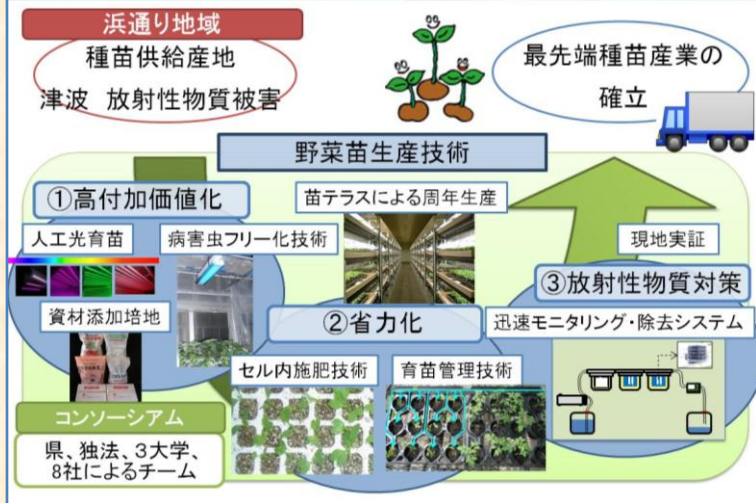 浜通り地域
種苗供給産地
津波 放射性物質被害
最先端種苗産業の
確立
野菜苗生産技術
①高付加価値化
人工光育苗
病害虫フリー化技術
資材添加培地
苗テラスによる周年生産
②省力化
セル内施肥技術
育苗管理技術
現地実証
③放射性物質対策
迅速モニタリング・除去システム
コンソーシアム
県、独法、3大学、
8社によるチーム